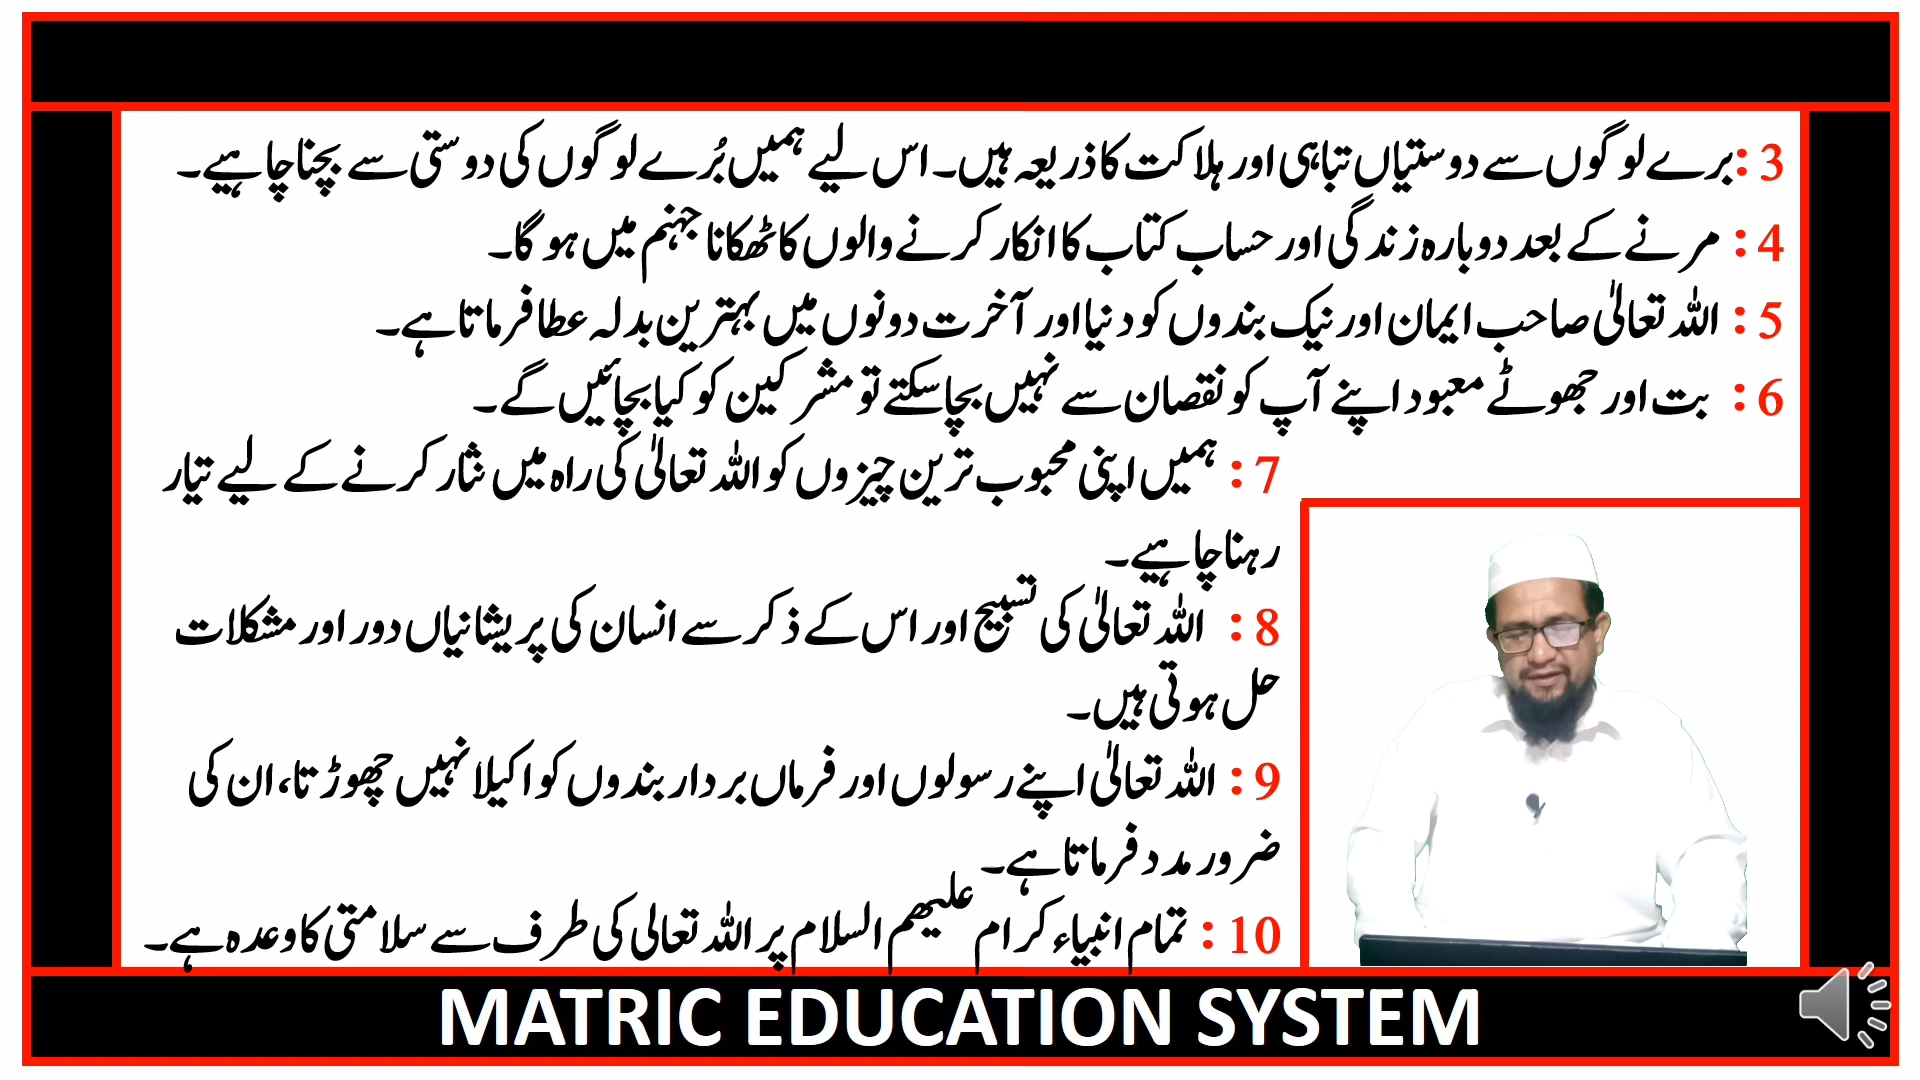 3:برے لوگوں سے دوستیاں تباہی اور ہلاکت کا ذریعہ ہیں۔ اس لیے ہمیں بُرے لوگوں کی دوستی سے بچنا چاہیے۔
4: مرنے کے بعد دوبارہ زندگی اور حساب کتاب کا انکار کرنے والوں کا ٹھکانا جہنم میں ہو گا۔
5: اللہ تعالیٰ صاحب ایمان اور نیک بندوں کو دنیا اور آخرت دونوں میں بہترین بدلہ عطا فرماتا ہے۔
6: بت اور جھوٹے معبود اپنے آپ کو نقصان سے نہیں بچا سکتے تو مشرکین کو کیا بچائیں گے۔
7: ہمیں اپنی محبوب ترین چیزوں کو اللہ تعالیٰ کی راہ میں نثار کرنے کے لیے تیار
رہنا چاہیے۔
8: اللہ تعالیٰ کی تسبیح اور اس کے ذکر سے انسان کی پریشانیاں دور اور مشکلات
حل ہوتی ہیں۔
9: اللہ تعالیٰ اپنے رسولوں اور فرماں بردار بندوں کو اکیلا نہیں چھوڑتا، ان کی
ضرور مدد فرماتا ہے۔
10: تمام انبیاء کرام علیھم السلام پر اللہ تعالی کی طرف سے سلامتی کا وعدہ ہے۔
MATRIC EDUCATION SYSTEM